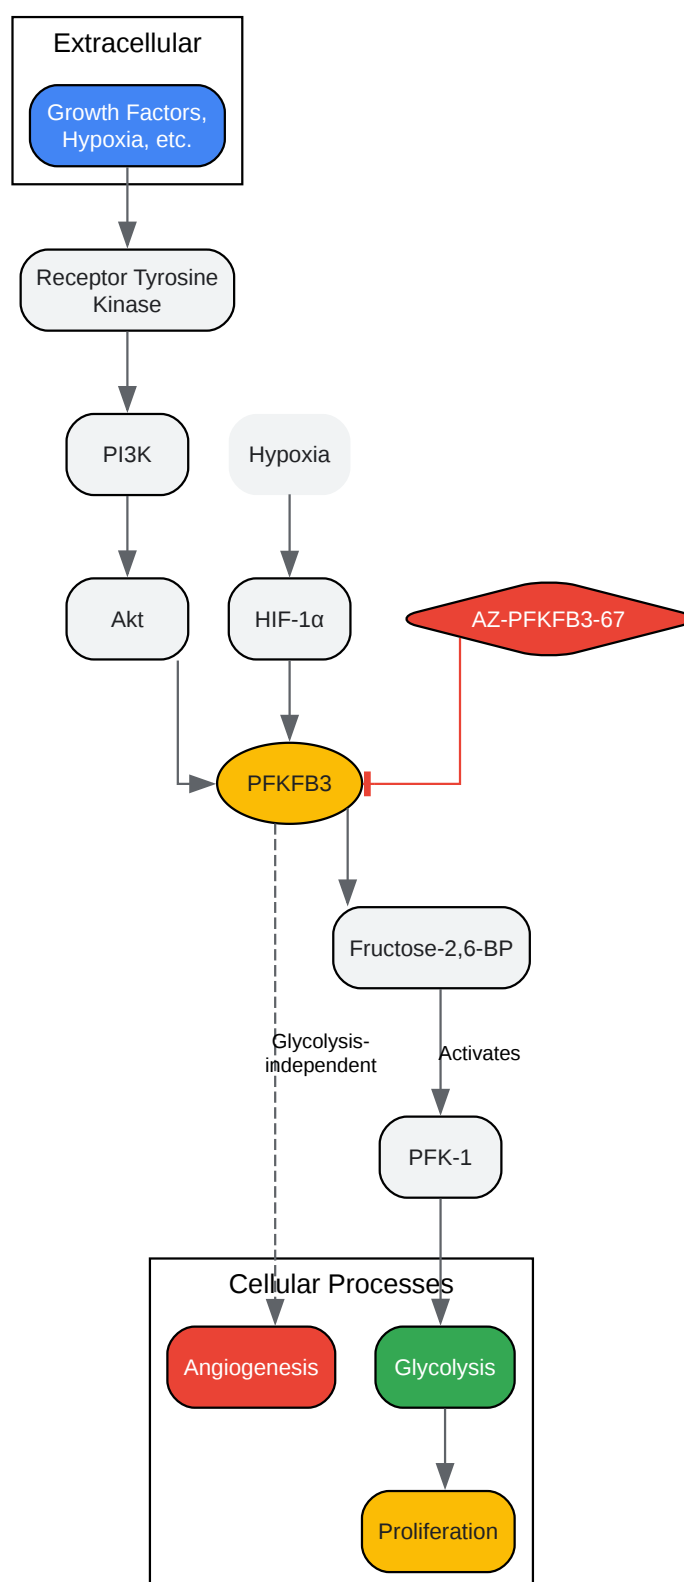 Extracellular
Growth Factors,
Hypoxia, etc.
Receptor Tyrosine
Kinase
PI3K
Hypoxia
Akt
HIF-1α
AZ-PFKFB3-67
PFKFB3
Fructose-2,6-BP
Glycolysis-
independent
Activates
PFK-1
Cellular Processes
Angiogenesis
Glycolysis
Proliferation